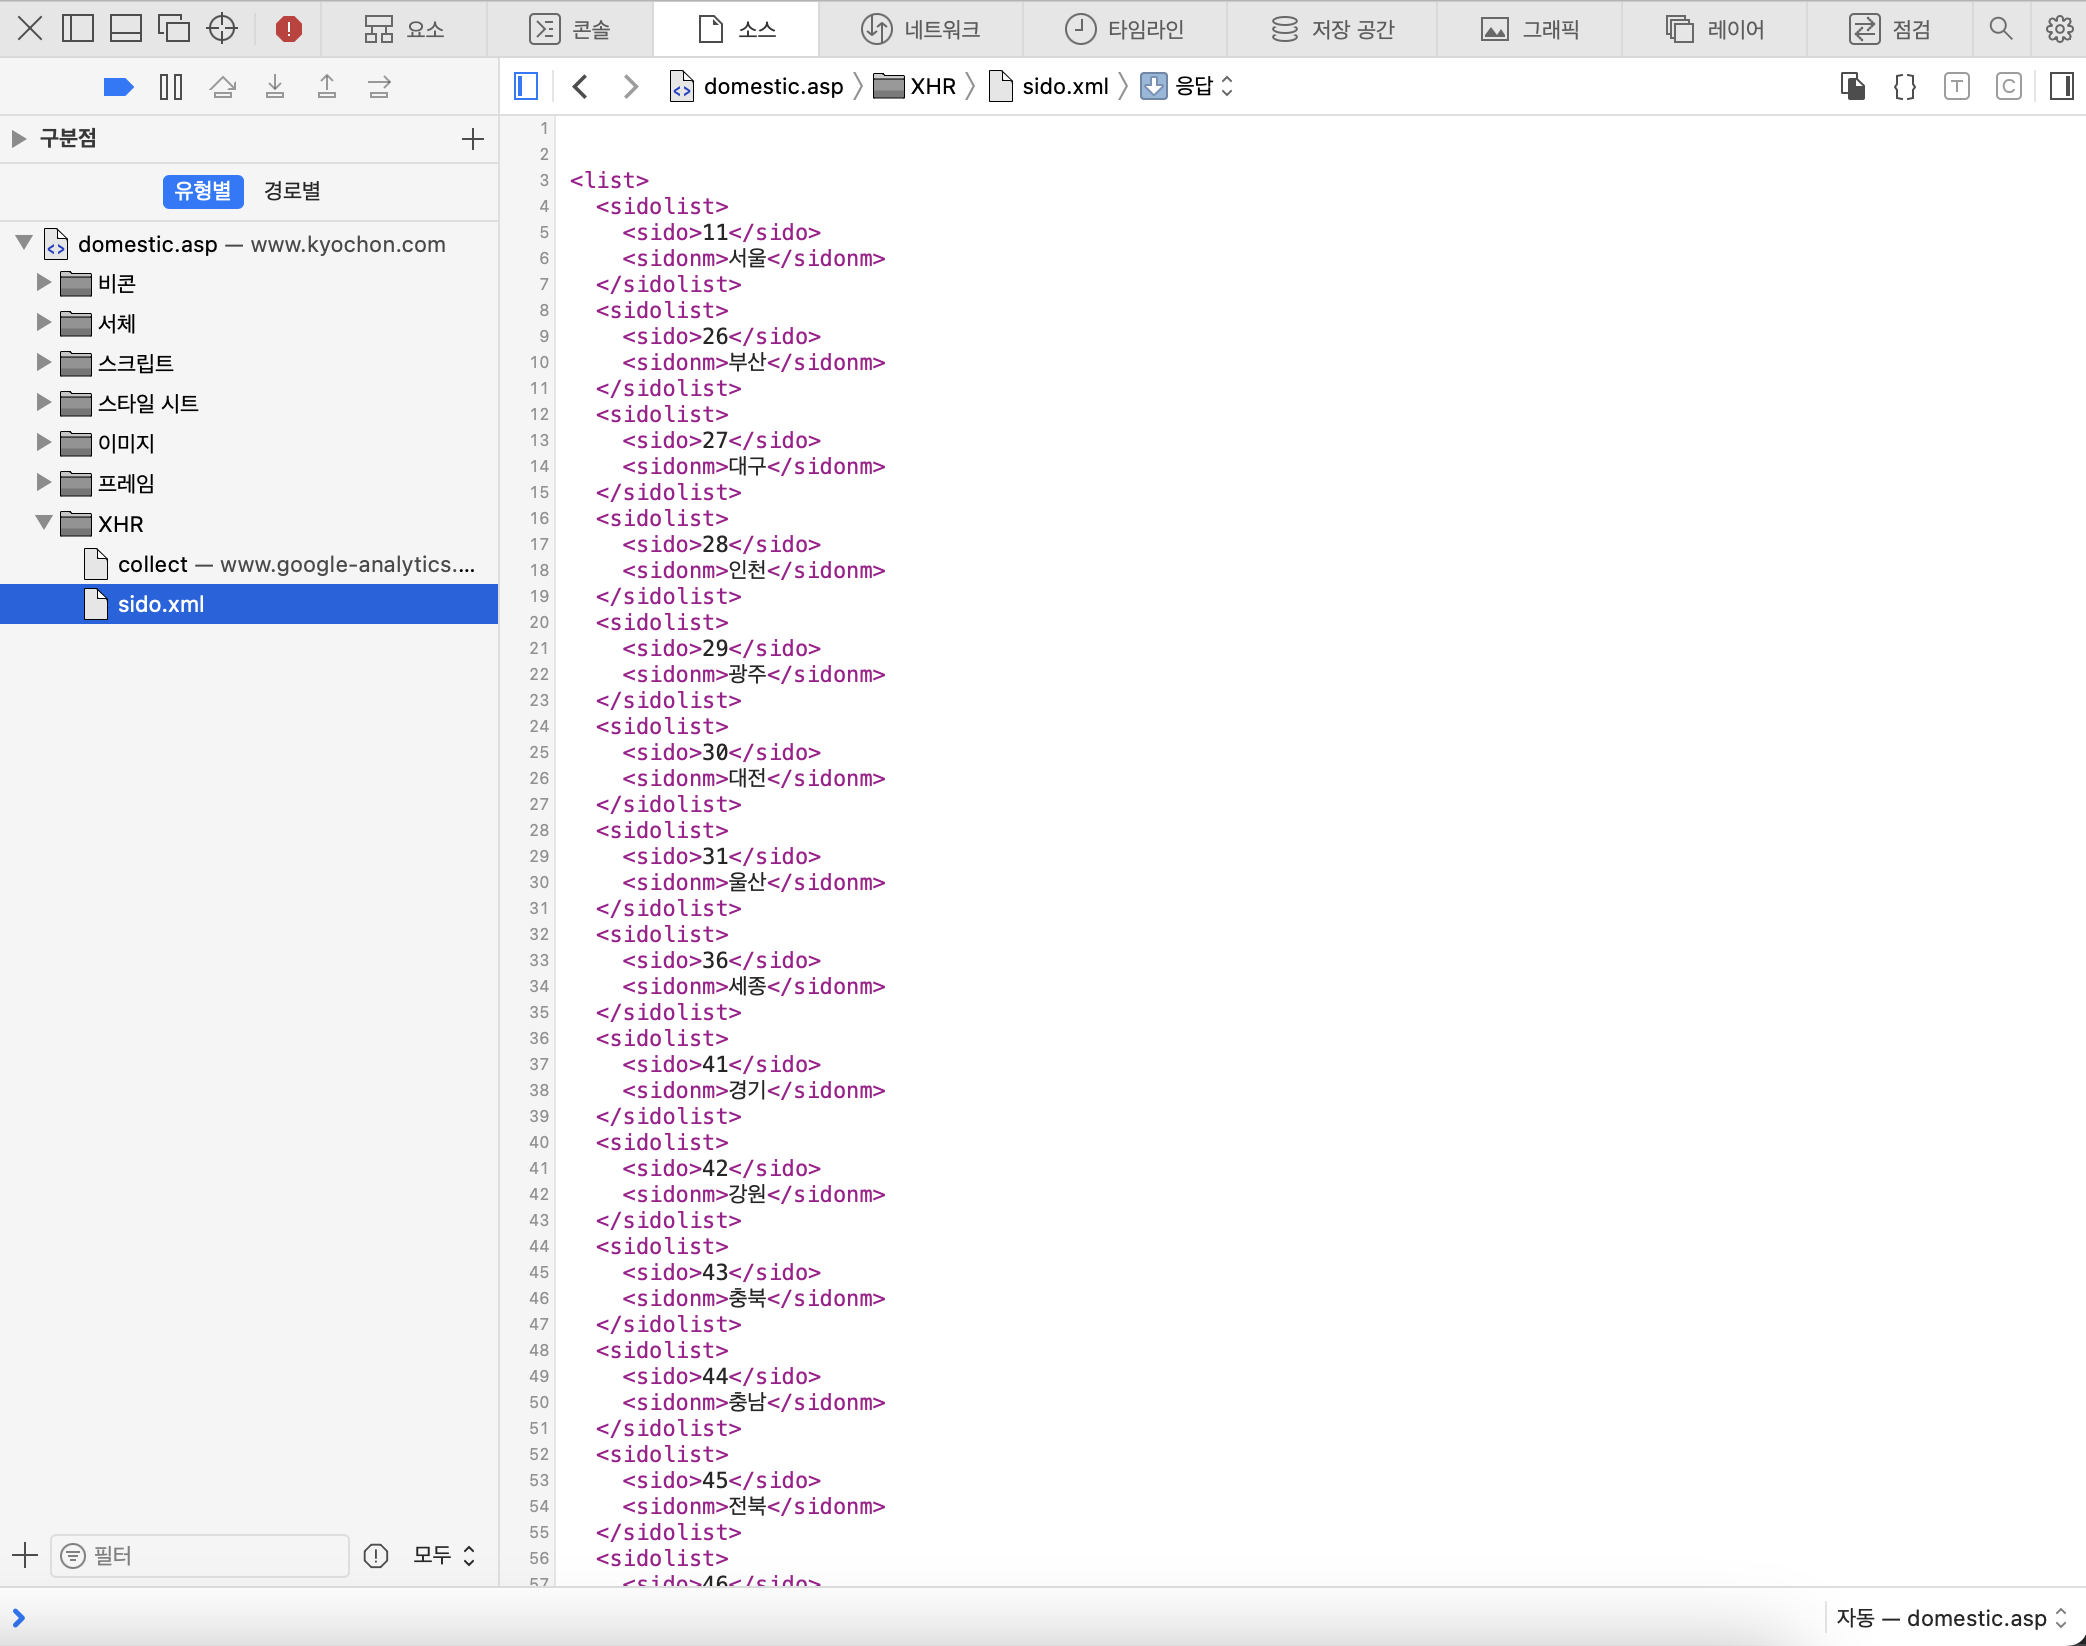 요소
콘솔
소스
네트워크
타임라인
저장 공간
그래픽
레이어
점검
domestic.asp
XHR
sido.xml
응답
{}
T
C
구분점
유형별
경로별
domestic.asp — www.kyochon.com
비콘
서체
스크립트
스타일 시트
이미지
프레임
XHR
collect — www.google-analytics.…
sido.xml
필터
모두
1
2
3 <list>
4 <sidolist>
5 <sido>11</sido>
6 <sidonm>서울</sidonm>
7 </sidolist>
8 <sidolist>
9 <sido>26</sido>
10 <sidonm>부산</sidonm>
11 </sidolist>
12 <sidolist>
13 <sido>27</sido>
14 <sidonm>대구</sidonm>
15 </sidolist>
16 <sidolist>
17 <sido>28</sido>
18 <sidonm>인천</sidonm>
19 </sidolist>
20 <sidolist>
21 <sido>29</sido>
22 <sidonm>광주</sidonm>
23 </sidolist>
24 <sidolist>
25 <sido>30</sido>
26 <sidonm>대전</sidonm>
27 </sidolist>
28 <sidolist>
29 <sido>31</sido>
30 <sidonm>울산</sidonm>
31 </sidolist>
32 <sidolist>
33 <sido>36</sido>
34 <sidonm>세종</sidonm>
35 </sidolist>
36 <sidolist>
37 <sido>41</sido>
38 <sidonm>경기</sidonm>
39 </sidolist>
40 <sidolist>
41 <sido>42</sido>
42 <sidonm>강원</sidonm>
43 </sidolist>
44 <sidolist>
45 <sido>43</sido>
46 <sidonm>충북</sidonm>
47 </sidolist>
48 <sidolist>
49 <sido>44</sido>
50 <sidonm>충남</sidonm>
51 </sidolist>
52 <sidolist>
53 <sido>45</sido>
54 <sidonm>전북</sidonm>
55 </sidolist>
56 <sidolist>
57 <sido>46</sido>
자동 — domestic.asp